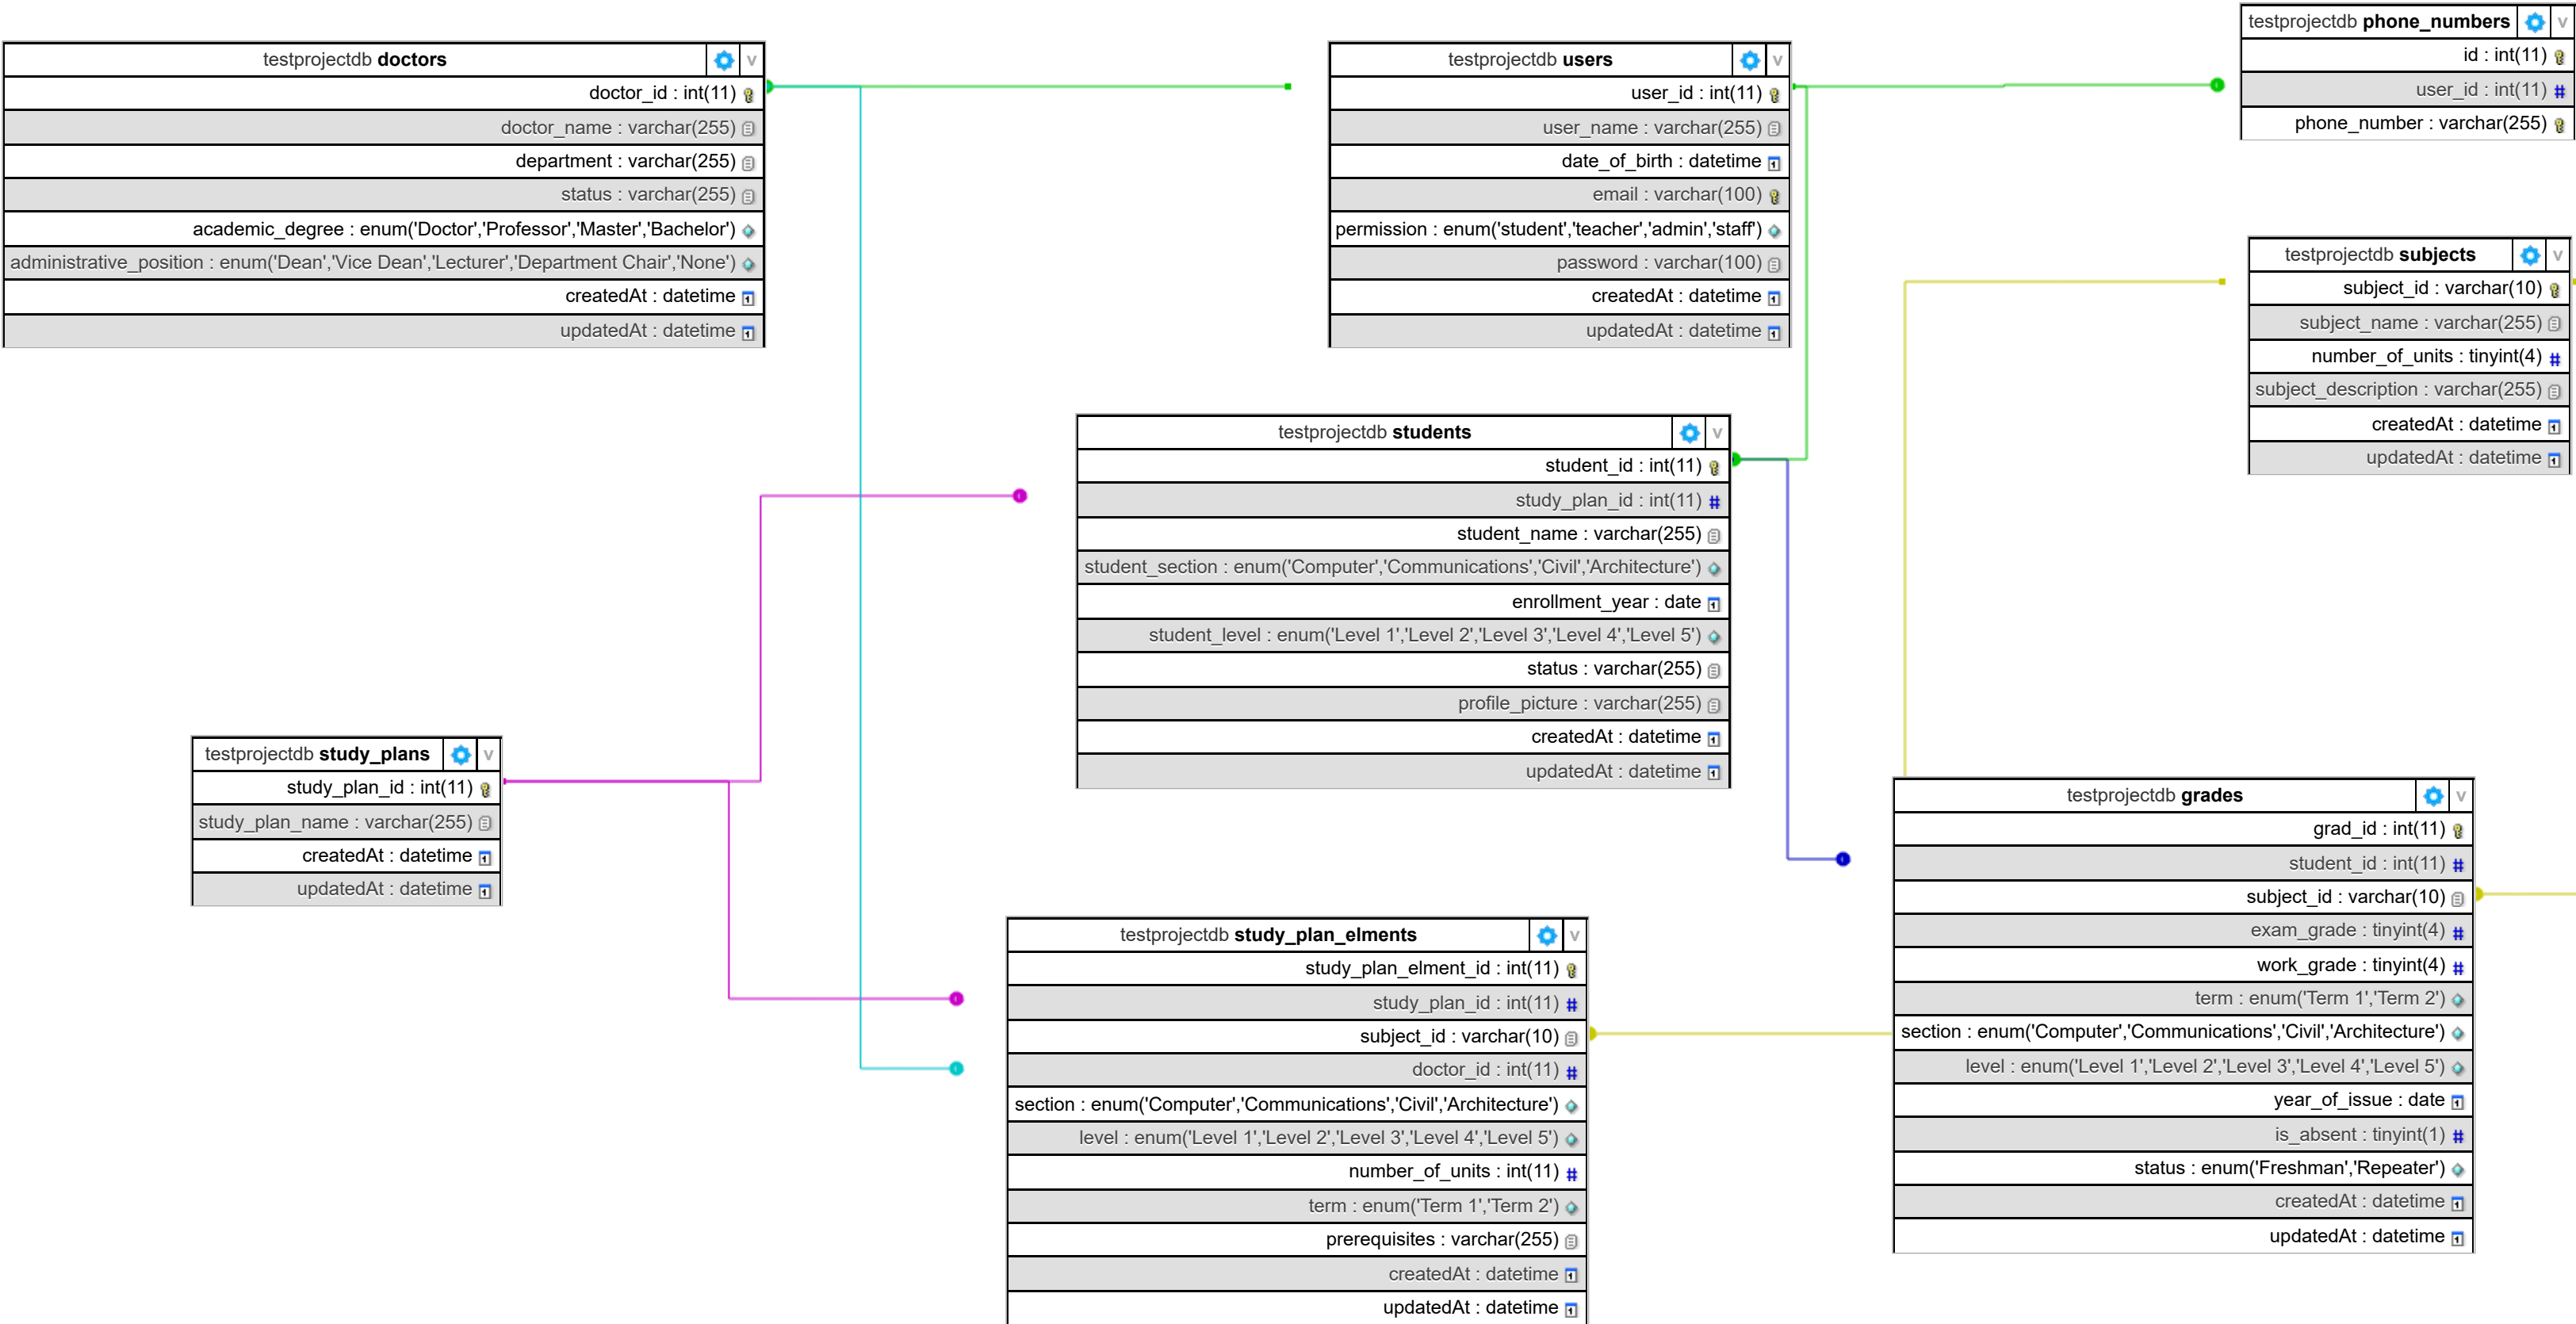 testprojectdb doctors
v
doctor_id : int(11)
doctor_name : varchar(255)
department : varchar(255)
status : varchar(255)
academic_degree : enum('Doctor','Professor','Master','Bachelor')
administrative_position : enum('Dean','Vice Dean','Lecturer','Department Chair','None')
createdAt : datetime
updatedAt : datetime
testprojectdb users
v
user_id : int(11)
user_name : varchar(255)
date_of_birth : datetime
email : varchar(100)
permission : enum('student','teacher','admin','staff')
password : varchar(100)
createdAt : datetime
updatedAt : datetime
testprojectdb phone_numbers
v
id : int(11)
user_id : int(11) #
phone_number : varchar(255)
testprojectdb subjects
v
subject_id : varchar(10)
subject_name : varchar(255)
number_of_units : tinyint(4) #
subject_description : varchar(255)
createdAt : datetime
updatedAt : datetime
testprojectdb students
v
student_id : int(11)
study_plan_id : int(11) #
student_name : varchar(255)
student_section : enum('Computer','Communications','Civil','Architecture')
enrollment_year : date
student_level : enum('Level 1','Level 2','Level 3','Level 4','Level 5')
status : varchar(255)
profile_picture : varchar(255)
createdAt : datetime
updatedAt : datetime
testprojectdb study_plans
v
study_plan_id : int(11)
study_plan_name : varchar(255)
createdAt : datetime
updatedAt : datetime
testprojectdb study_plan_elments
v
study_plan_elment_id : int(11)
study_plan_id : int(11) #
subject_id : varchar(10)
doctor_id : int(11) #
section : enum('Computer','Communications','Civil','Architecture')
level : enum('Level 1','Level 2','Level 3','Level 4','Level 5')
number_of_units : int(11) #
term : enum('Term 1','Term 2')
prerequisites : varchar(255)
createdAt : datetime
updatedAt : datetime
testprojectdb grades
v
grad_id : int(11)
student_id : int(11) #
subject_id : varchar(10)
exam_grade : tinyint(4) #
work_grade : tinyint(4) #
term : enum('Term 1','Term 2')
section : enum('Computer','Communications','Civil','Architecture')
level : enum('Level 1','Level 2','Level 3','Level 4','Level 5')
year_of_issue : date
is_absent : tinyint(1) #
status : enum('Freshman','Repeater')
createdAt : datetime
updatedAt : datetime